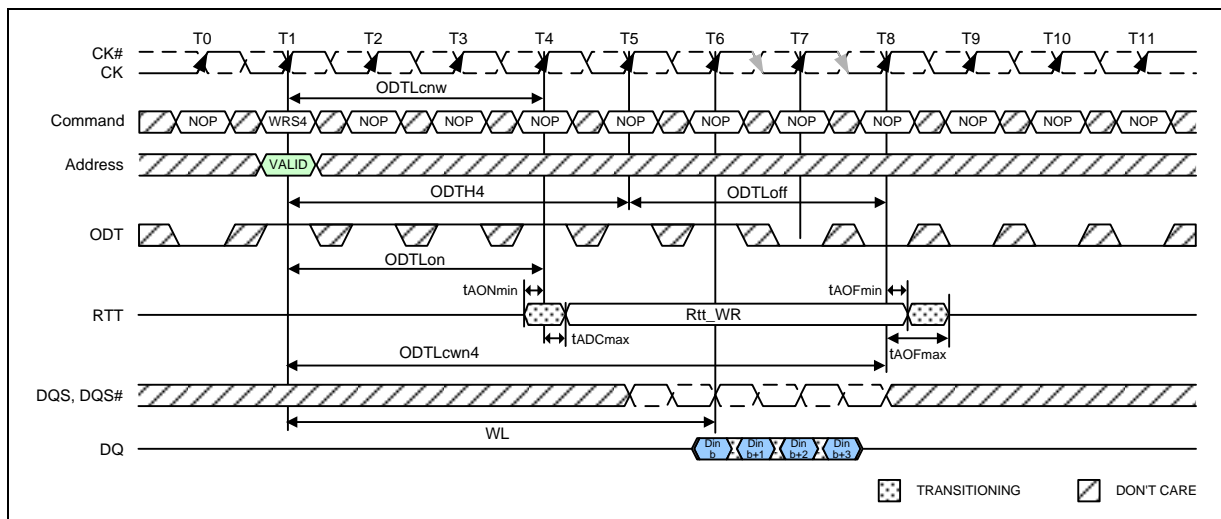 T0 T1 T2 T3 T4 T5 T6 T7 T8 T9 T10 T11
CK#
CK
ODTLcnw
Command NOP WRS4 NOP NOP NOP NOP NOP NOP NOP NOP NOP NOP
Address VALID
ODTH4 ODTLoff
ODT
ODTLon
tAONmin tAOFmin
RTT Rtt_WR
tADCmax tAOFmax
ODTLcwn4
DQS, DQS#
WL
DQ Din b Din b+1 Din b+2 Din b+3
TRANSITIONING DON'T CARE